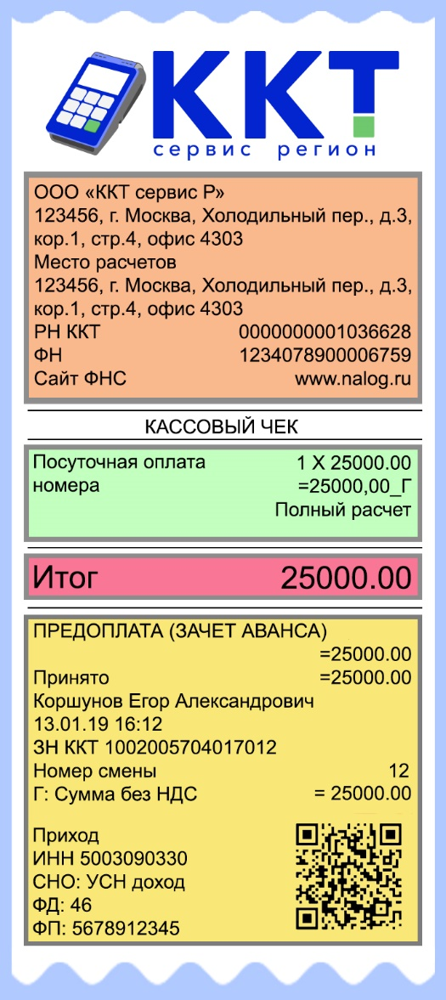 ККТ
сервис регион
ООО «ККТ сервис Р»
123456, г. Москва, Холодильный пер., д.3,
кор.1, стр.4, офис 4303
Место расчетов
123456, г. Москва, Холодильный пер., д.3,
кор.1, стр.4, офис 4303
РН ККТ 0000000001036628
ФН 1234078900006759
Сайт ФНС www.nalog.ru
КАССОВЫЙ ЧЕК
Посуточная оплата 1 X 25000.00
номера =25000,00_Г
Полный расчет
Итог 25000.00
ПРЕДОПЛАТА (ЗАЧЕТ АВАНСА)
=25000.00
Принято =25000.00
Коршунов Егор Александрович
13.01.19 16:12
ЗН ККТ 1002005704017012
Номер смены 12
Г: Сумма без НДС = 25000.00
Приход
ИНН 5003090330
СНО: УСН доход
ФД: 46
ФП: 5678912345